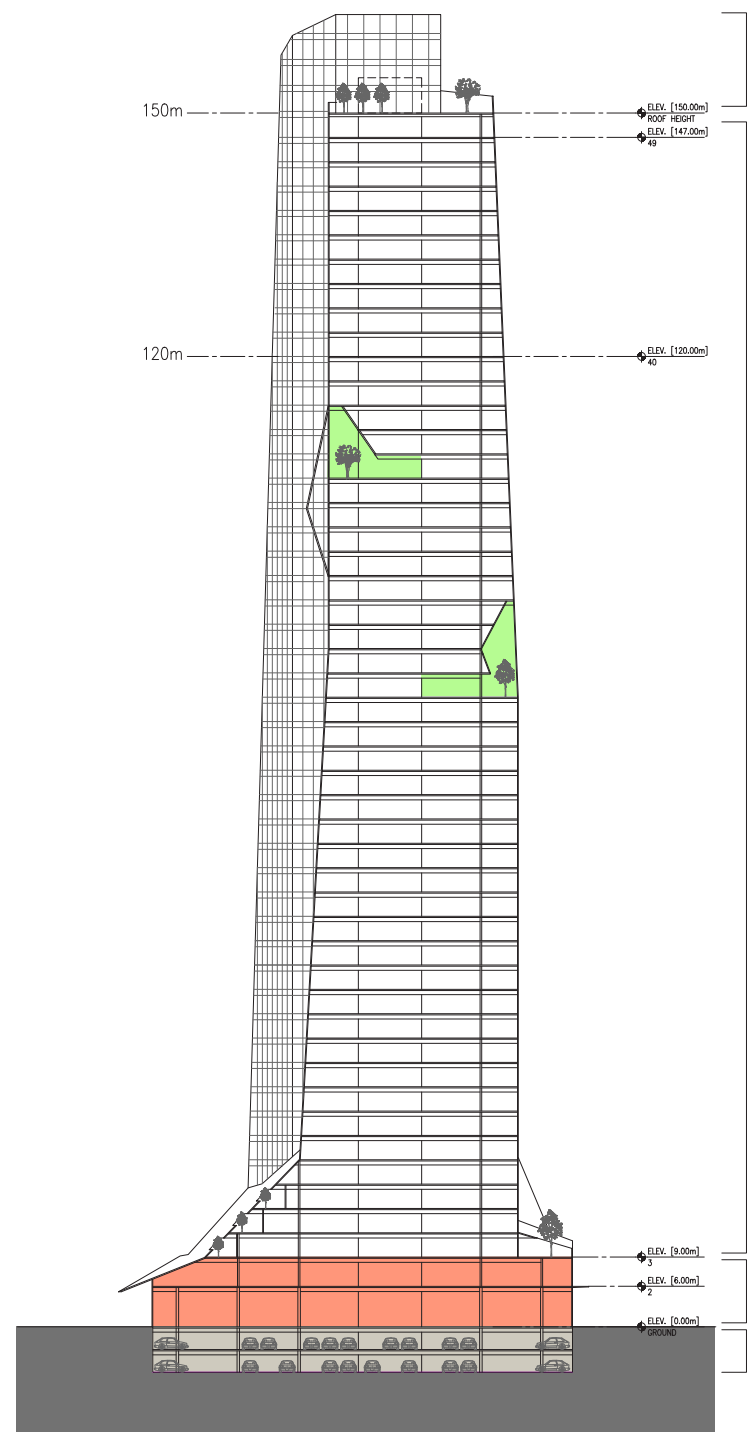 150m
ELEV. [150.00m]
ROOF HEIGHT
ELEV. [147.00m]
49
120m
ELEV. [120.00m]
40
ELEV. [9.00m]
3
ELEV. [6.00m]
2
ELEV. [0.00m]
GROUND